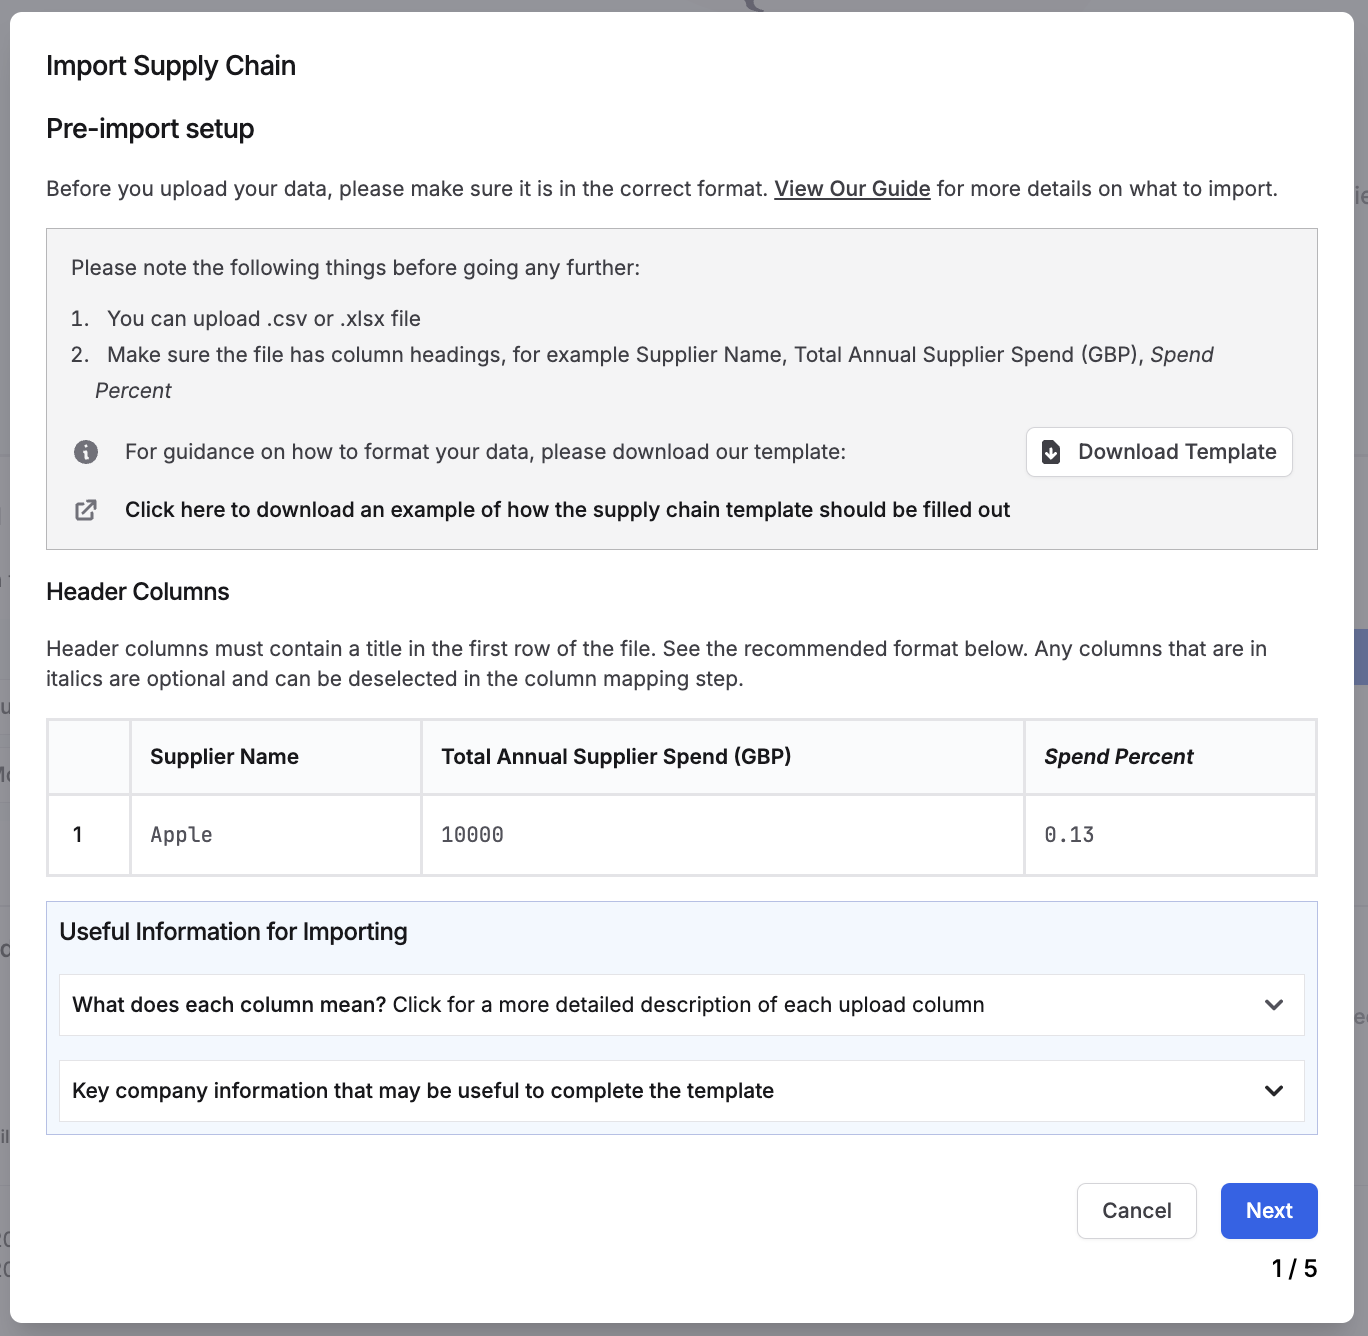 Import Supply Chain
Pre-import setup
Before you upload your data, please make sure it is in the correct format. View Our Guide for more details on what to import.
Please note the following things before going any further:
1. You can upload .csv or .xlsx file
2. Make sure the file has column headings, for example Supplier Name, Total Annual Supplier Spend (GBP), Spend
Percent
For guidance on how to format your data, please download our template:
Download Template
Click here to download an example of how the supply chain template should be filled out
Header Columns
Header columns must contain a title in the first row of the file. See the recommended format below. Any columns that are in
italics are optional and can be deselected in the column mapping step.
Supplier Name Total Annual Supplier Spend (GBP) Spend Percent
1 Apple 10000 0.13
Useful Information for Importing
What does each column mean? Click for a more detailed description of each upload column
Key company information that may be useful to complete the template
Cancel Next
1 / 5